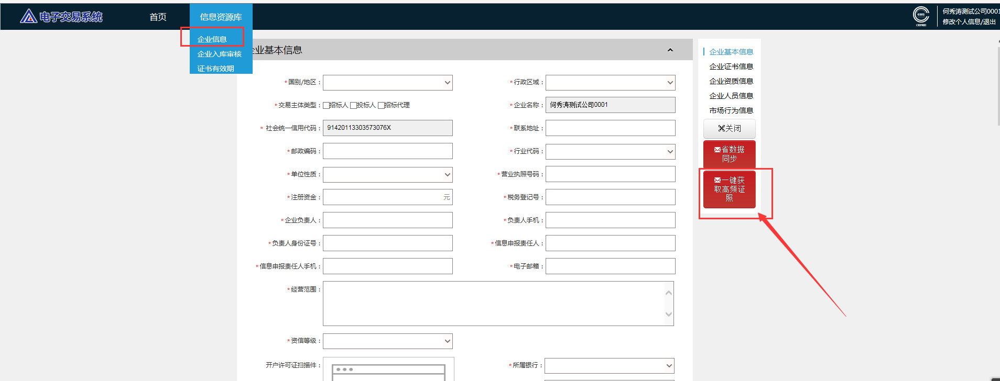 电子交易系统
首页
信息资源库
CEPREI
何秀涛测试公司0001
修改个人信息/退出
企业信息
企业入库审核
证书有效期
企业基本信息
*国别/地区：
*行政区域：
*交易主体类型：招标人 投标人 招标代理
*企业名称：何秀涛测试公司0001
* 社会统一信用代码：91420113303573076X
*联系地址：
*邮政编码：
*行业代码：
*单位性质：
*营业执照号码：
*注册资金：元
*税务登记号：
*企业负责人：
*负责人手机：
*负责人身份证号：
*信息申报责任人：
*信息申报责任人手机：
*电子邮箱：
*经营范围：
*资信等级：
开户许可证扫描件：
*所属银行：
企业基本信息
企业证书信息
企业资质信息
企业人员信息
市场行为信息
关闭
省数据
同步
一键获
取高频证
照